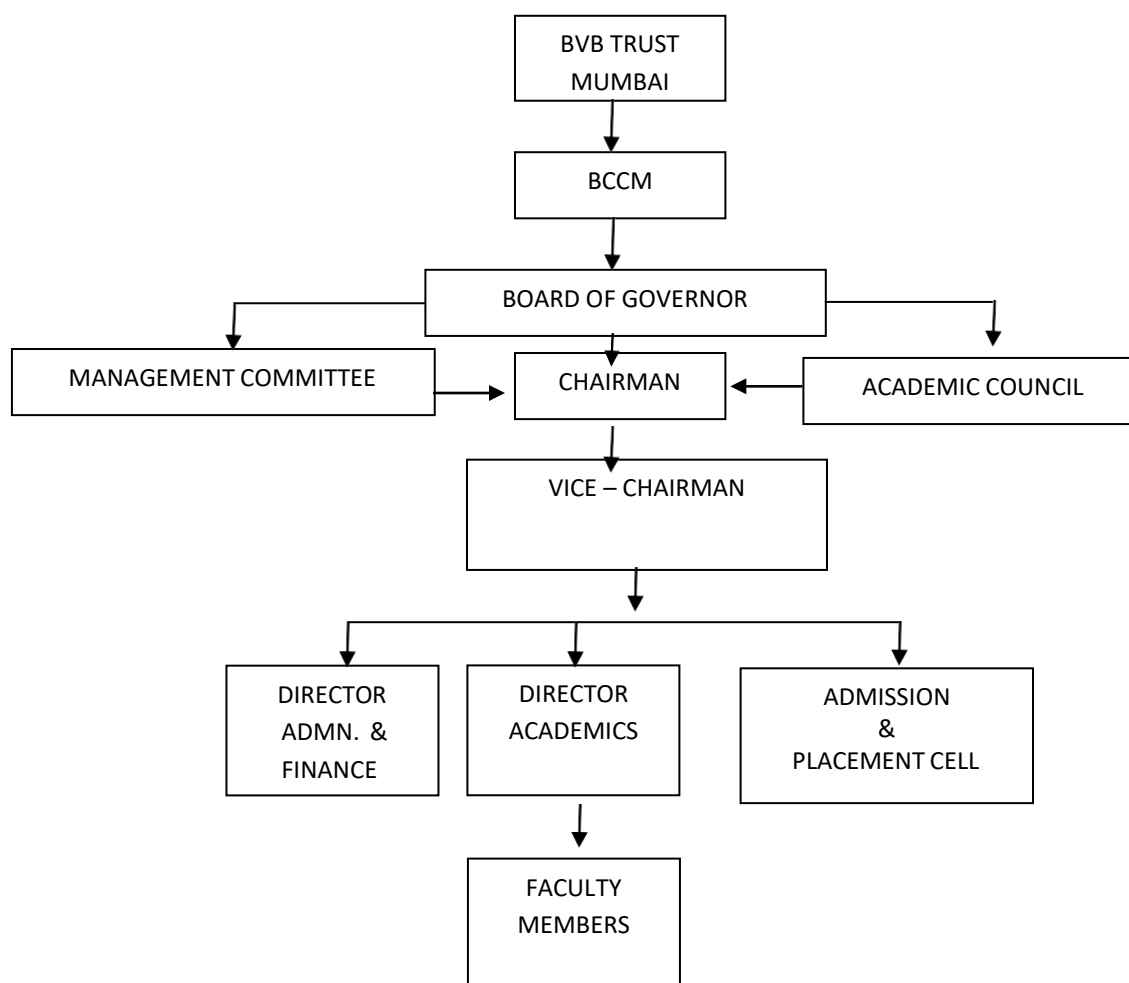 BVB TRUST
MUMBAI
BCCM
BOARD OF GOVERNOR
MANAGEMENT COMMITTEE
CHAIRMAN
ACADEMIC COUNCIL
VICE – CHAIRMAN
DIRECTOR
ADMN. &
FINANCE
DIRECTOR
ACADEMICS
ADMISSION
&
PLACEMENT CELL
FACULTY
MEMBERS